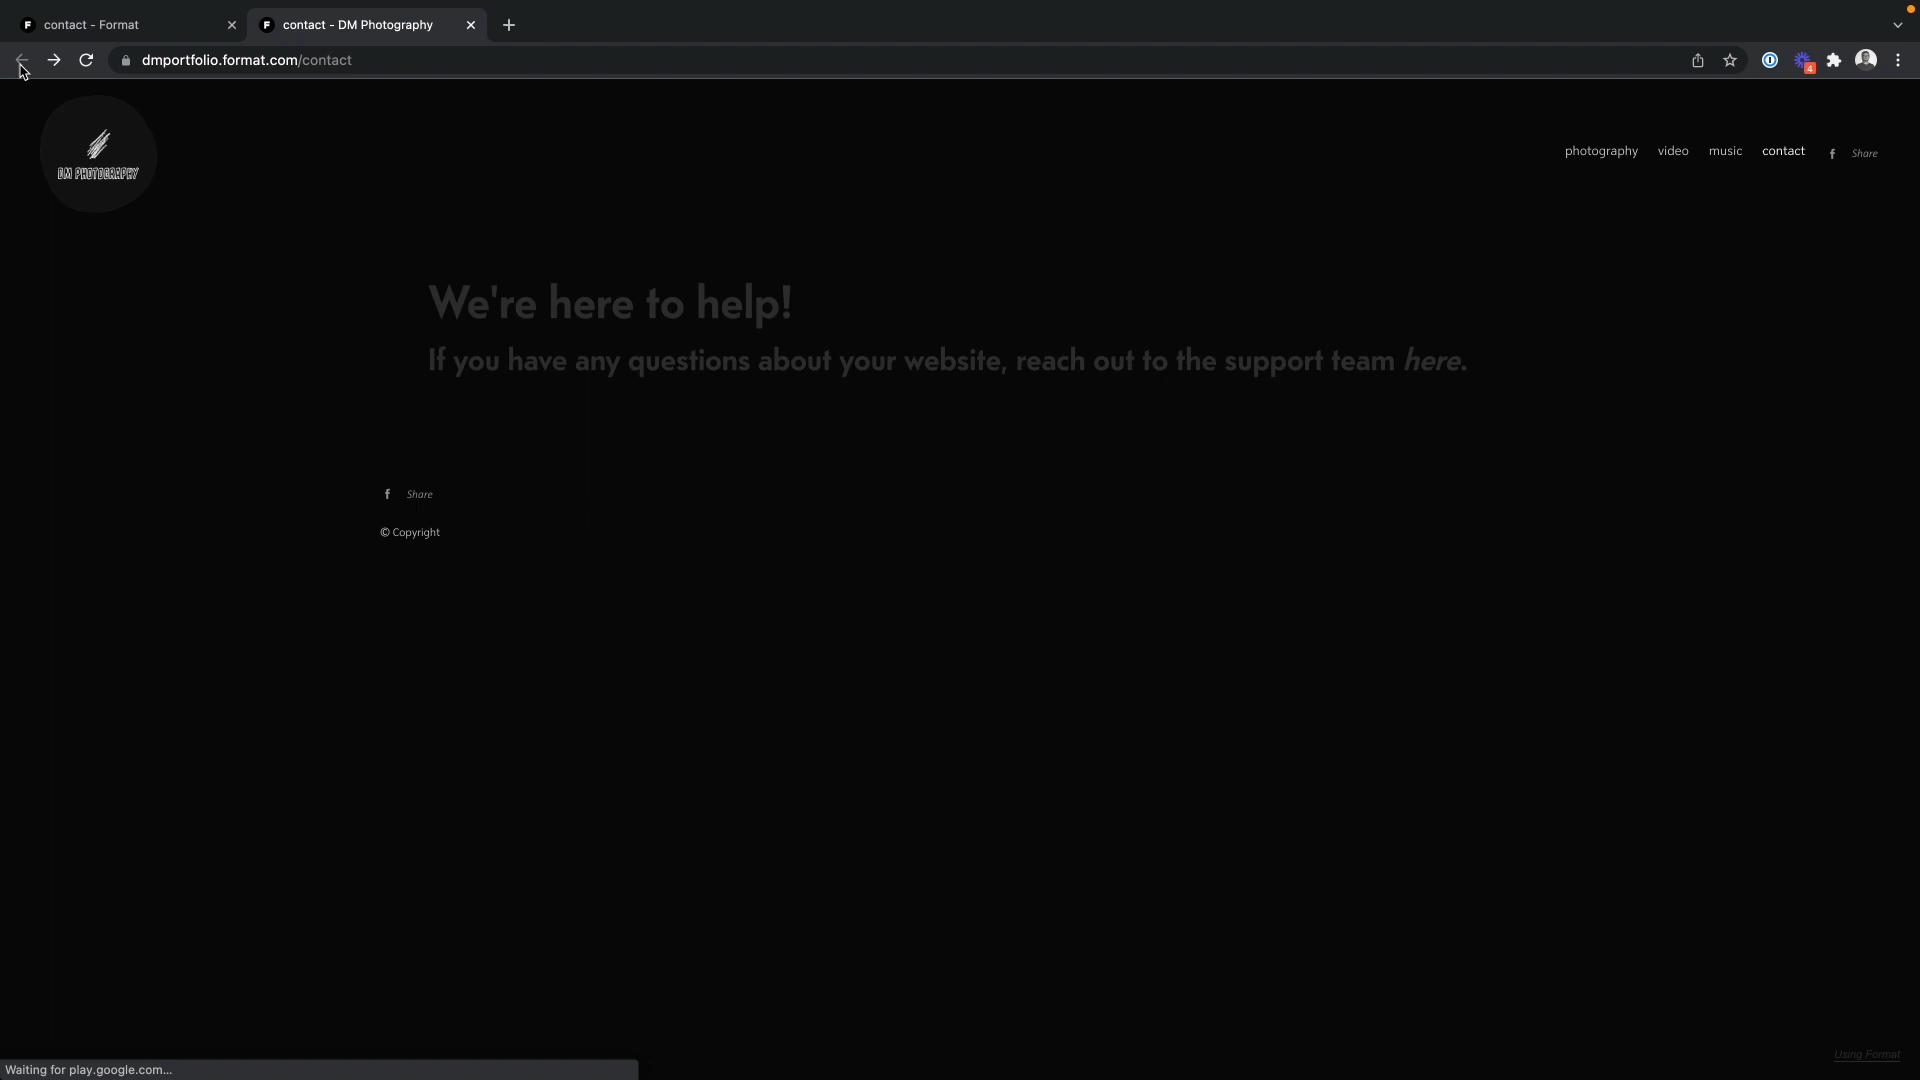 contact - Format
contact - DM Photography
dmportfolio.format.com/contact
4
DM PHOTOGRAPHY
photography video music contact f Share
We're here to help!
If you have any questions about your website, reach out to the support team here.
f Share
© Copyright
Using Format
Waiting for play.google.com...